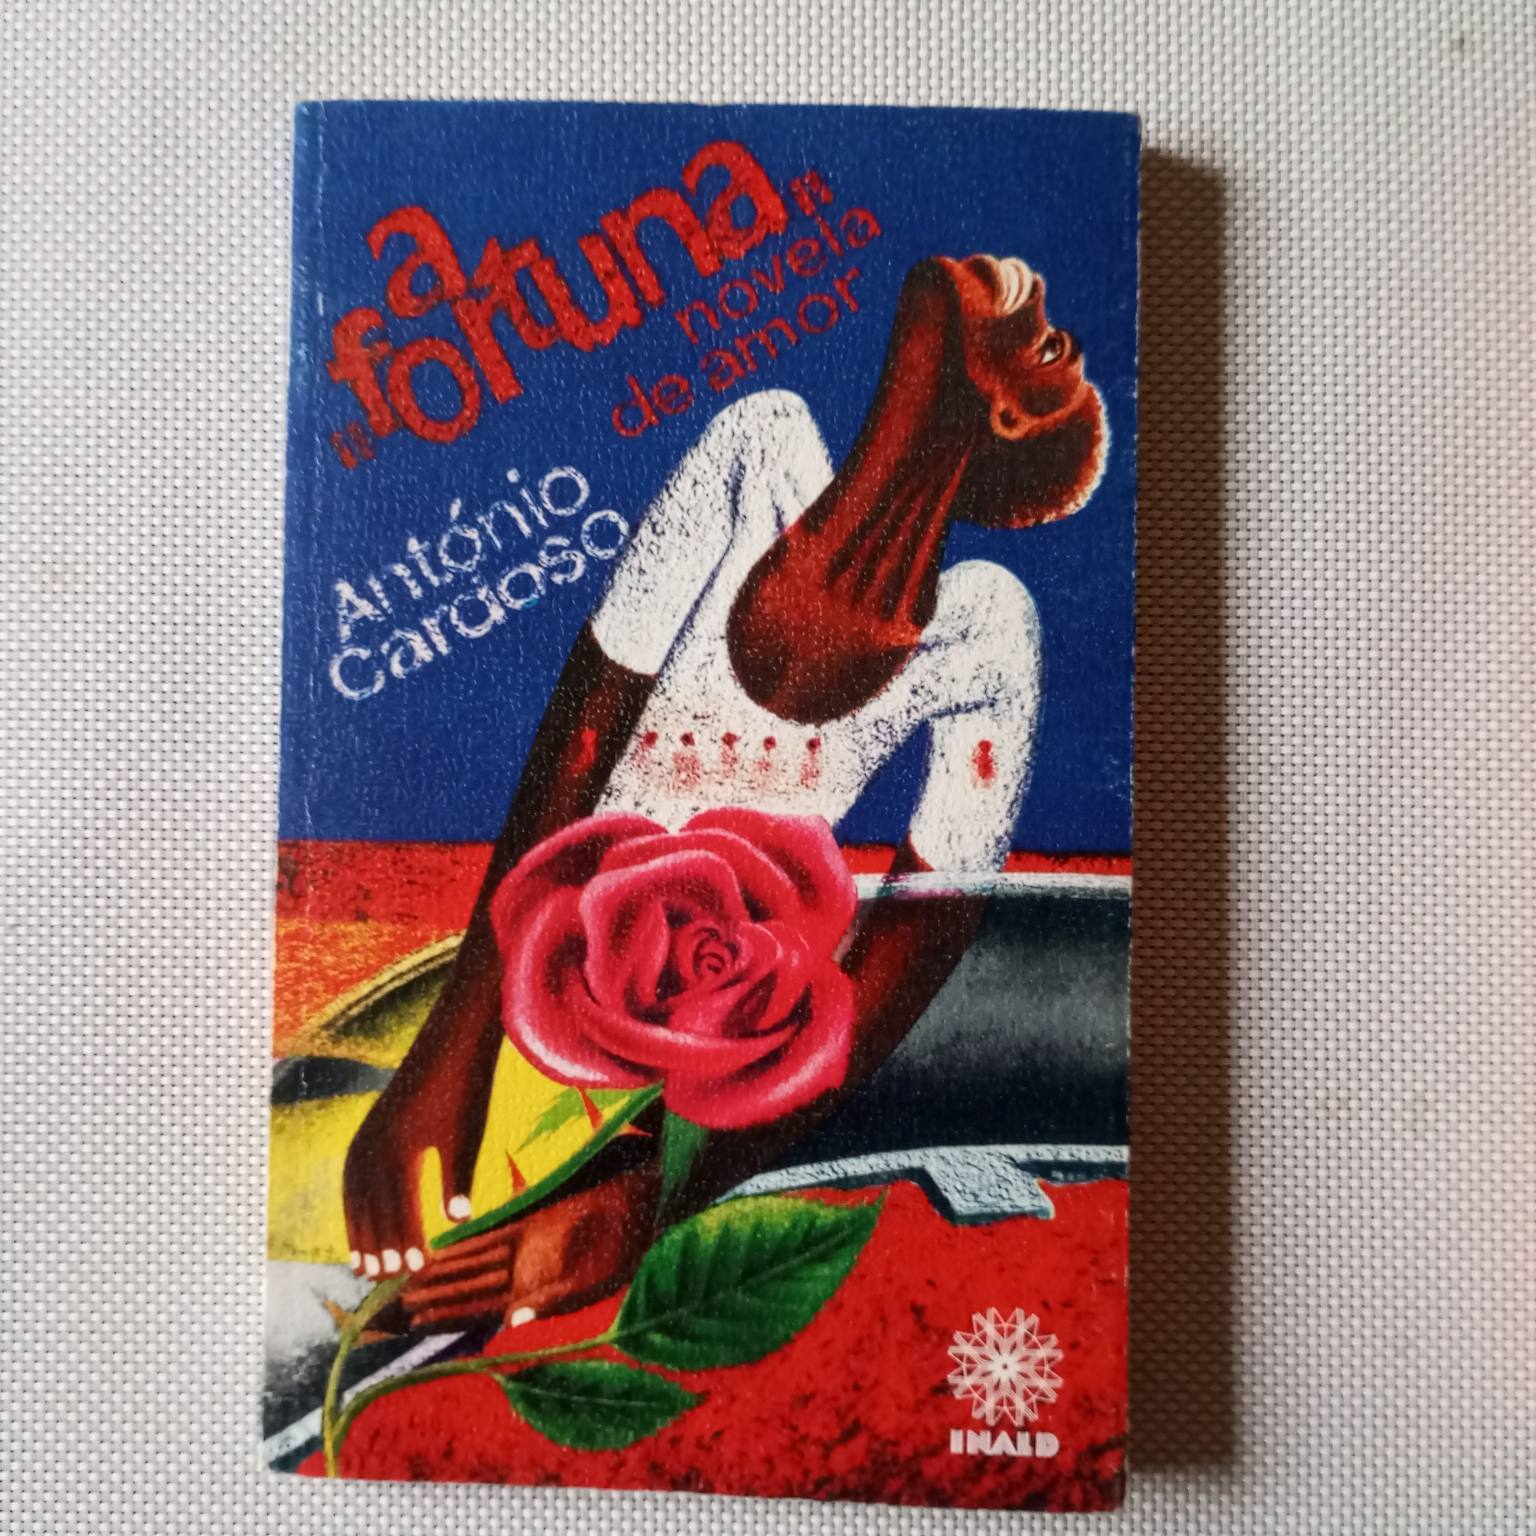 a
"fortuna"
novela
de amor
António
Cardoso
INALD